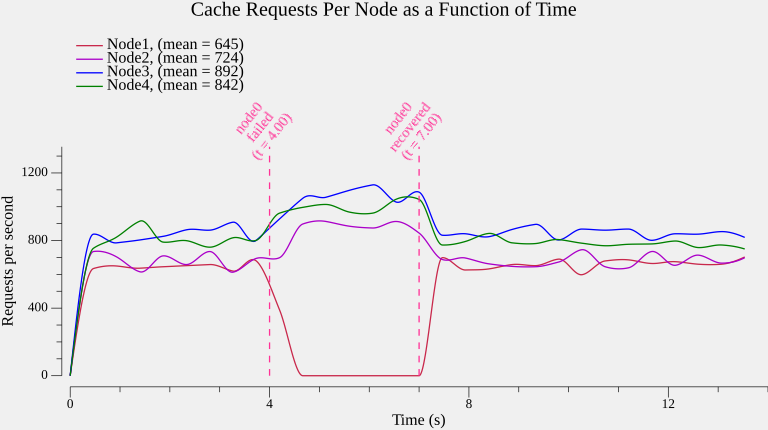 Cache Requests Per Node as a Function of Time
Node1, (mean = 645)
Node2, (mean = 724)
Node3, (mean = 892)
Node4, (mean = 842)
node0
failed
(t = 4.00)
node0
recovered
(t = 7.00)
Requests per second
1200
800
400
0
0
4
8
12
Time (s)